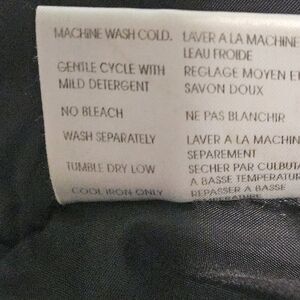 MACHINE WASH COLD.
GENTLE CYCLE WITH
MILD DETERGENT
NO BLEACH
WASH SEPARATELY
TUMBLE DRY LOW
COOL IRON ONLY
LAVER A LA MACHINE
LEAU FROIDE
REGLAGE MOYEN ET
SAVON DOUX
NE PAS BLANCHIR
LAVER A LA MACHIN
SEPAREMENT
SECHER PAR CULBUT
A BASSE TEMPERATUR
REPASSER A BASSE